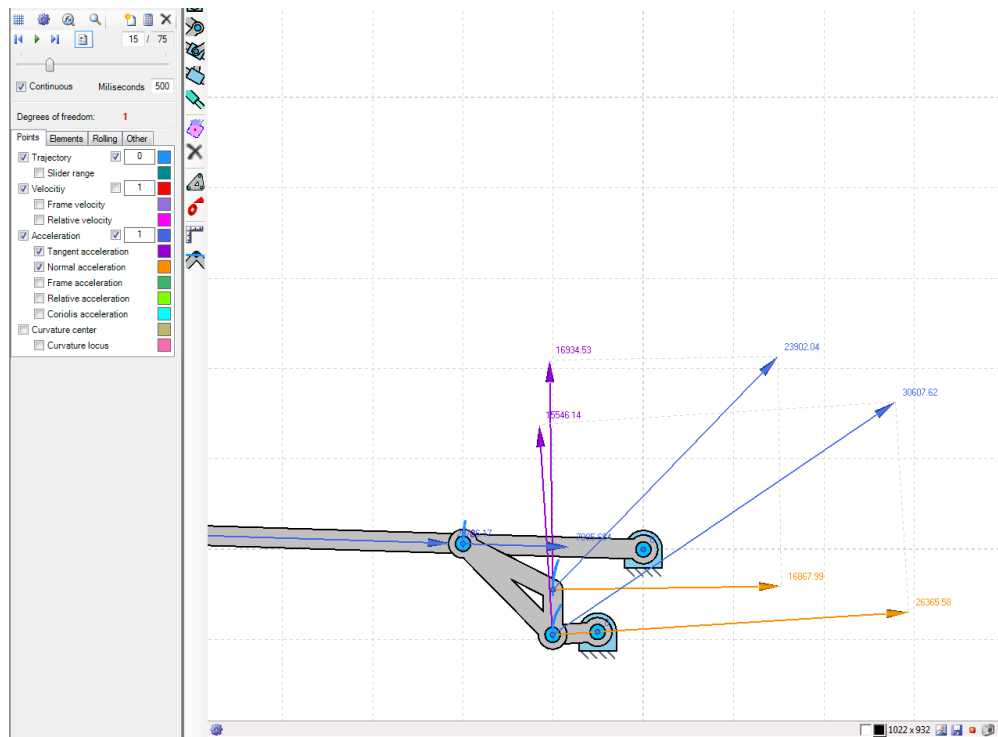 15 / 75
Continuous Miliseconds 500
Degrees of freedom: 1
Points Elements Rolling Other
Trajectory 0
Slider range
Velocitiy 1
Frame velocity
Relative velocity
Acceleration 1
Tangent acceleration
Normal acceleration
Frame acceleration
Relative acceleration
Coriolis acceleration
Curvature center
Curvature locus
16934.53
23902.04
30607.62
15546.14
16867.99
26365.58
1022 x 932